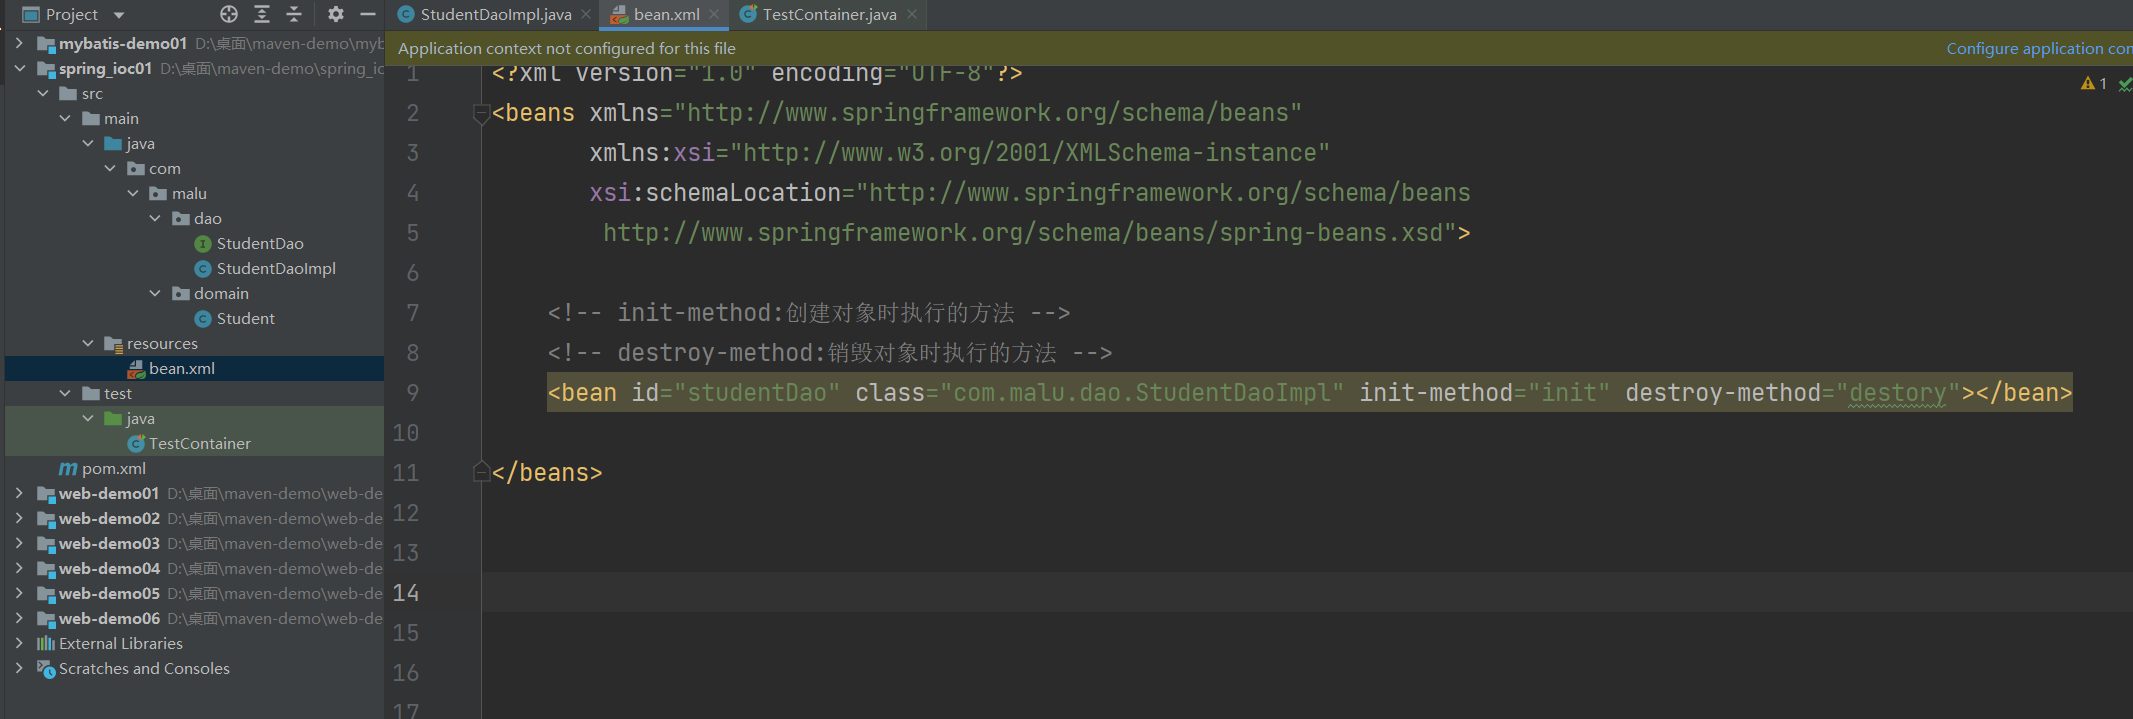 Project
StudentDaoImpl.java
bean.xml
TestContainer.java
mybatis-demo01 D:\桌面\maven-demo\myb
spring_ioc01 D:\桌面\maven-demo\spring_io
src
main
java
com
malu
dao
StudentDao
StudentDaoImpl
domain
Student
resources
bean.xml
test
java
TestContainer
pom.xml
web-demo01 D:\桌面\maven-demo\web-de
web-demo02 D:\桌面\maven-demo\web-de
web-demo03 D:\桌面\maven-demo\web-de
web-demo04 D:\桌面\maven-demo\web-de
web-demo05 D:\桌面\maven-demo\web-de
web-demo06 D:\桌面\maven-demo\web-de
External Libraries
Scratches and Consoles
Application context not configured for this file
Configure application con
1
1 <?xml version="1.0" encoding="UTF-8"?>
2 <beans xmlns="http://www.springframework.org/schema/beans"
3 xmlns:xsi="http://www.w3.org/2001/XMLSchema-instance"
4 xsi:schemaLocation="http://www.springframework.org/schema/beans
5 http://www.springframework.org/schema/beans/spring-beans.xsd">
6
7 <!-- init-method:创建对象时执行的方法 -->
8 <!-- destroy-method:销毁对象时执行的方法 -->
9 <bean id="studentDao" class="com.malu.dao.StudentDaoImpl" init-method="init" destroy-method="destory"></bean>
10
11 </beans>
12
13
14
15
16
17